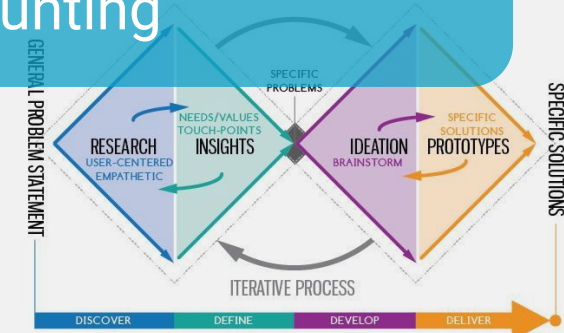 unting
GENERAL PROBLEM STATEMENT
SPECIFIC
PROBLEMS
NEEDS/VALUES
TOUCH-POINTS
RESEARCH
INSIGHTS
USER-CENTERED
EMPATHETIC
SPECIFIC
SOLUTIONS
IDEATION
PROTOTYPES
BRAINSTORM
SPECIFIC SOLUTIONS
ITERATIVE PROCESS
DISCOVER
DEFINE
DEVELOP
DELIVER